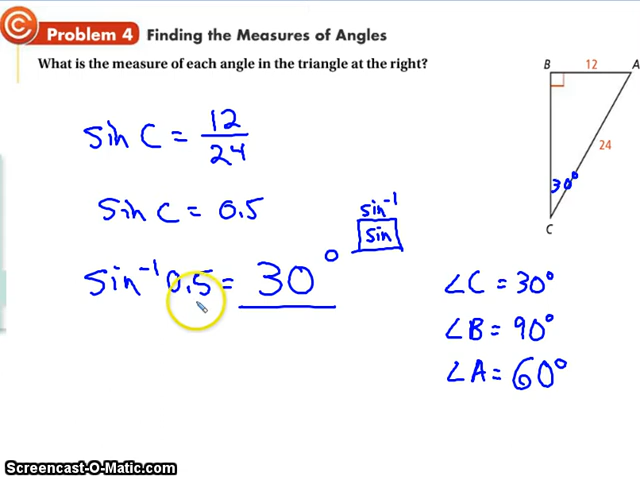 C Problem 4 Finding the Measures of Angles
What is the measure of each angle in the triangle at the right?
B 12 A
24
30°
C
sin C = 12/24
sin C = 0.5
sin⁻¹
sin
sin⁻¹ 0.5 = 30°
∠C = 30°
∠B = 90°
∠A = 60°
Screencast-O-Matic.com